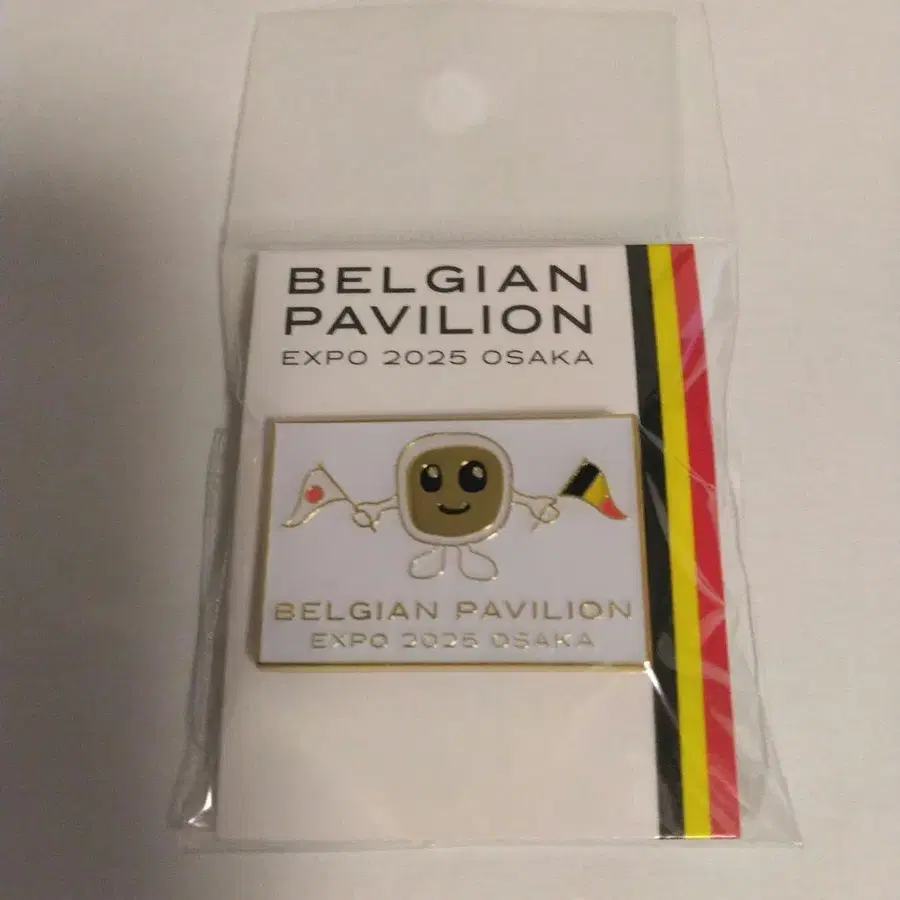 BELGIAN
PAVILION
EXPO 2025 OSAKA
BELGIAN PAVILION
EXPO 2025 OSAKA